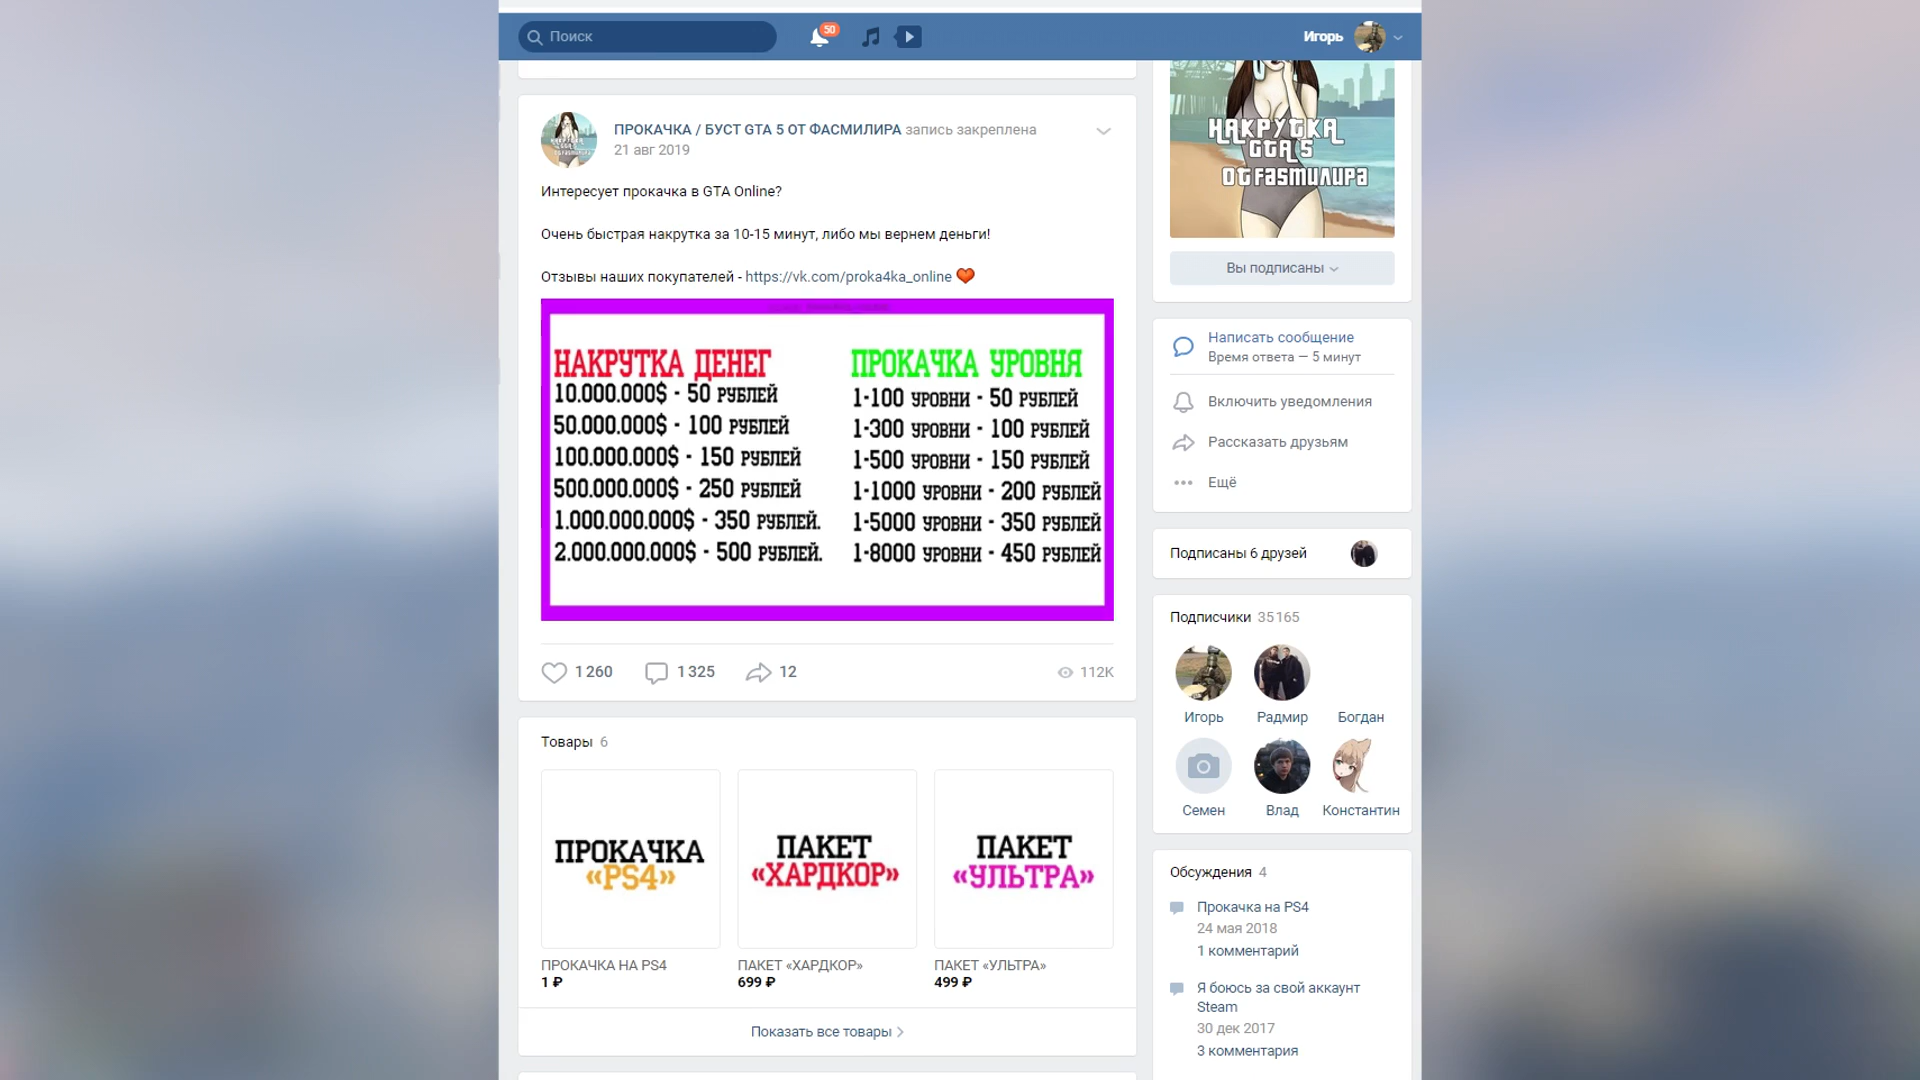 Поиск
50
Игорь
ПРОКАЧКА / БУСТ GTA 5 ОТ ФАСМИЛИРА запись закреплена
21 авг 2019
Интересует прокачка в GTA Online?
Очень быстрая накрутка за 10-15 минут, либо мы вернем деньги!
Отзывы наших покупателей - https://vk.com/proka4ka_online
НАКРУТКА ДЕНЕГ
10.000.000$ - 50 РУБЛЕЙ
50.000.000$ - 100 РУБЛЕЙ
100.000.000$ - 150 РУБЛЕЙ
500.000.000$ - 250 РУБЛЕЙ
1.000.000.000$ - 350 РУБЛЕЙ.
2.000.000.000$ - 500 РУБЛЕЙ.
ПРОКАЧКА УРОВНЯ
1-100 УРОВНИ - 50 РУБЛЕЙ
1-300 УРОВНИ - 100 РУБЛЕЙ
1-500 УРОВНИ - 150 РУБЛЕЙ
1-1000 УРОВНИ - 200 РУБЛЕЙ
1-5000 УРОВНИ - 350 РУБЛЕЙ
1-8000 УРОВНИ - 450 РУБЛЕЙ
1 260
1 325
12
112K
Товары 6
ПРОКАЧКА
«PS4»
ПАКЕТ
«ХАРДКОР»
ПАКЕТ
«УЛЬТРА»
ПРОКАЧКА НА PS4
1 ₽
ПАКЕТ «ХАРДКОР»
699 ₽
ПАКЕТ «УЛЬТРА»
499 ₽
Показать все товары
НАКРУТКА
GTA 5
ОТ FASMИЛИРА
Вы подписаны
Написать сообщение
Время ответа — 5 минут
Включить уведомления
Рассказать друзьям
Ещё
Подписаны 6 друзей
Подписчики 35 165
Игорь
Радмир
Богдан
Семен
Влад
Константин
Обсуждения 4
Прокачка на PS4
24 мая 2018
1 комментарий
Я боюсь за свой аккаунт
Steam
30 дек 2017
3 комментария